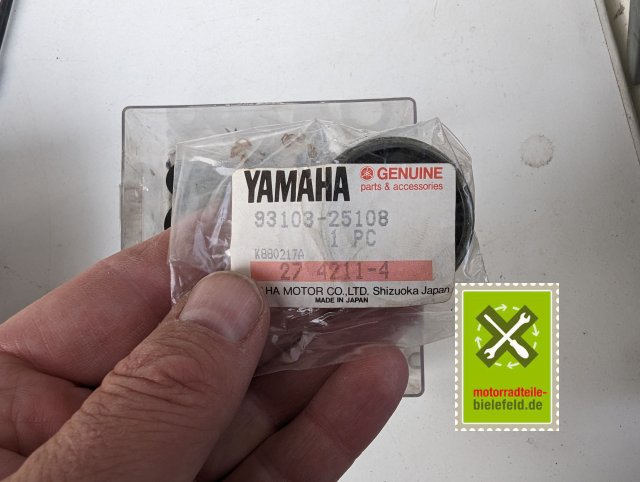 YAMAHA
GENUINE
parts & accessories
93103-25108
1 PC
K880217A
27 4211-4
HA MOTOR CO.,LTD. Shizuoka Japan
MADE IN JAPAN
motorradteile-
bielefeld.de